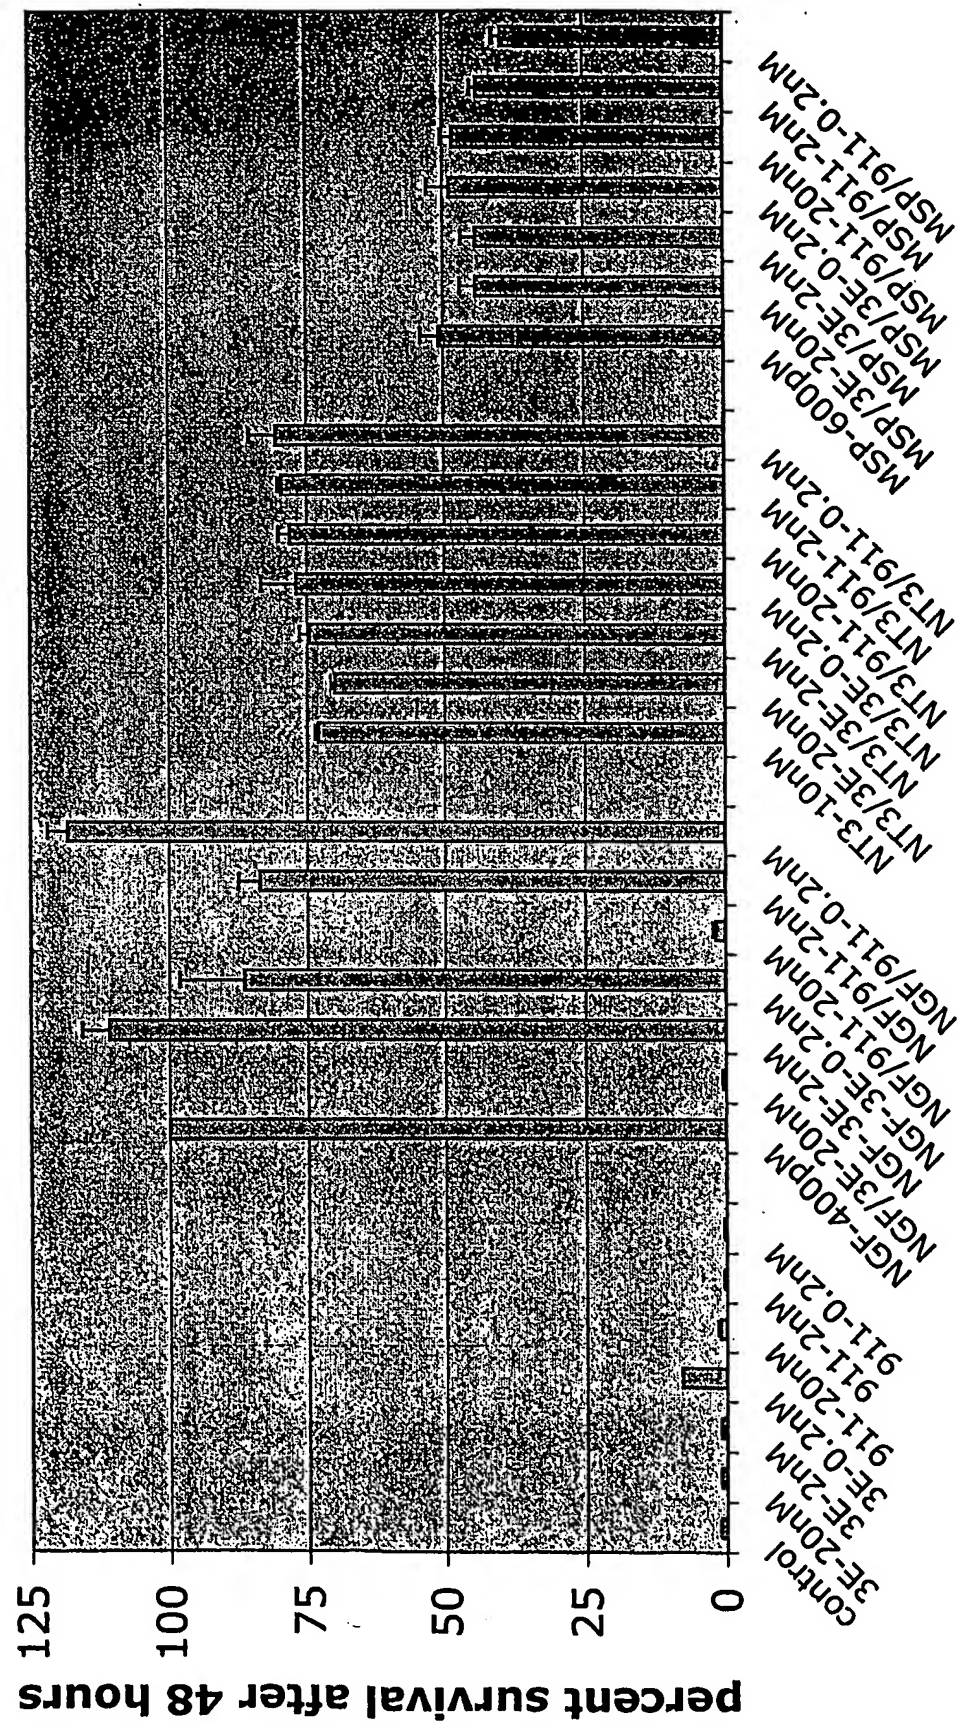 percent survival after 48 hours
125
100
75
50
25
0
control
3E-20nM
3E-2nM
3E-0.2nM
911-20nM
911-2nM
911-0.2nM
NGF-400pM
NGF/3E-20nM
NGF-3E-2nM
NGF-3E-0.2nM
NGF/911-20nM
NGF/911-2nM
NGF/911-0.2nM
NT3-10nM
NT3/3E-20nM
NT3/3E-2nM
NT3/3E-0.2nM
NT3/911-20nM
NT3/911-2nM
NT3/911-0.2nM
MSP-600pM
MSP/3E-20nM
MSP/3E-2nM
MSP/3E-0.2nM
MSP/911-20nM
MSP/911-2nM
MSP/911-0.2nM